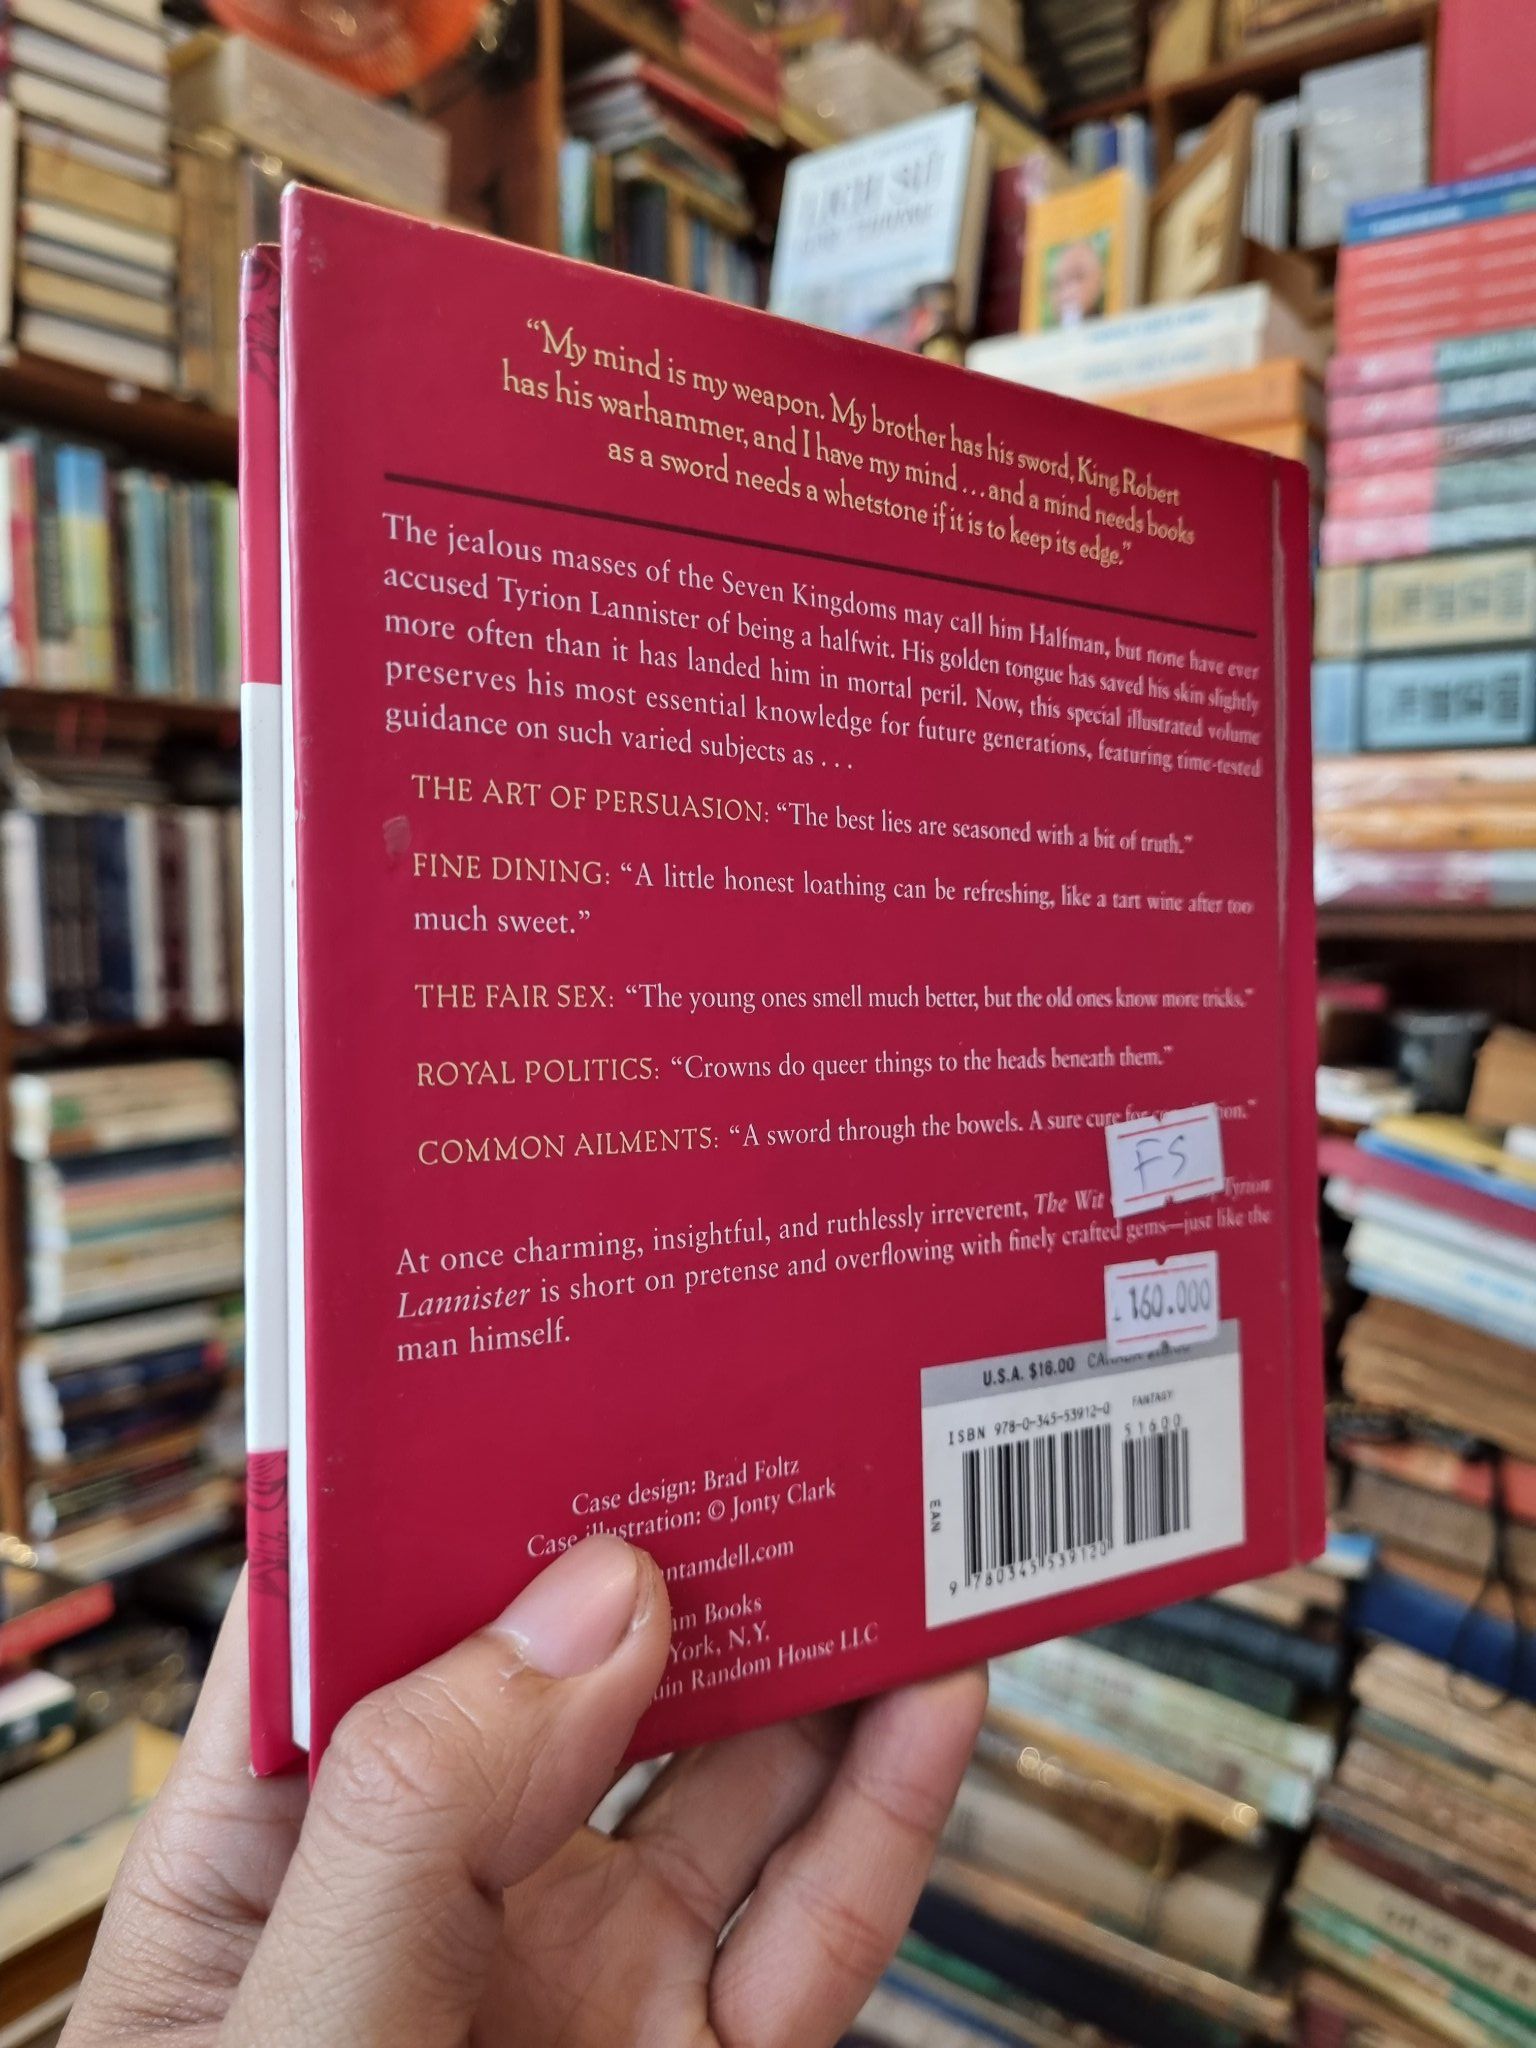 LỊCH SỬ
“My mind is my weapon. My brother has his sword, King Robert
has his warhammer, and I have my mind . . . and a mind needs books
as a sword needs a whetstone if it is to keep its edge.”
The jealous masses of the Seven Kingdoms may call him Halfman, but none have ever
accused Tyrion Lannister of being a halfwit. His golden tongue has saved his skin slightly
more often than it has landed him in mortal peril. Now, this special illustrated volume
preserves his most essential knowledge for future generations, featuring time-tested
guidance on such varied subjects as . . .
THE ART OF PERSUASION: “The best lies are seasoned with a bit of truth.”
FINE DINING: “A little honest loathing can be refreshing, like a tart wine after too
much sweet.”
THE FAIR SEX: “The young ones smell much better, but the old ones know more tricks.”
ROYAL POLITICS: “Crowns do queer things to the heads beneath them.”
COMMON AILMENTS: “A sword through the bowels. A sure cure for
FS
At once charming, insightful, and ruthlessly irreverent, The Wit Tyrion
Lannister is short on pretense and overflowing with finely crafted gems—just like the
man himself.
160.000
U.S.A. $16.00
FANTASY
ISBN 978-0-345-53912-0
51600
EAN
9 780345 539120
Case design: Brad Foltz
Case illustration: © Jonty Clark
Books
York, N.Y.
Random House LLC